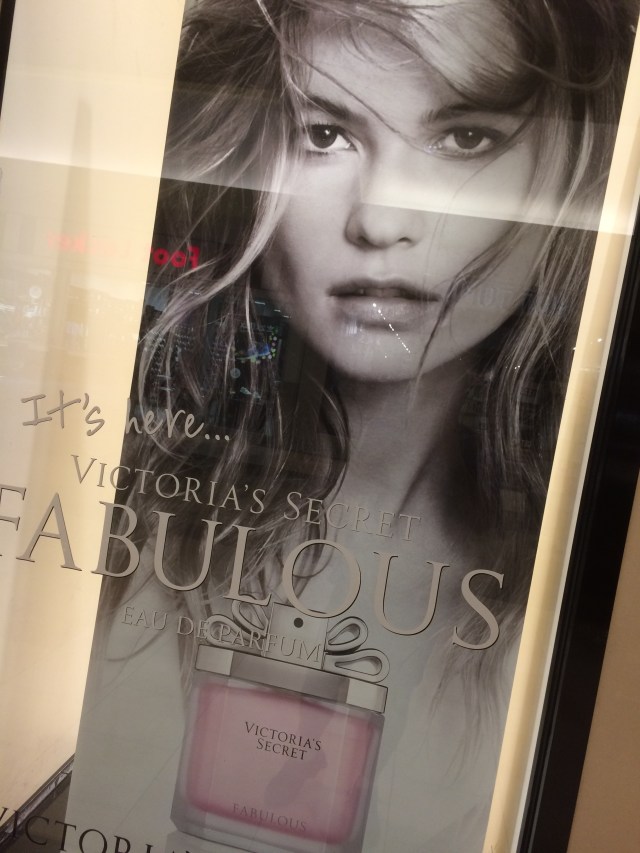 It's here...
VICTORIA'S SECRET
FABULOUS
EAU DE PARFUM
VICTORIA'S
SECRET
FABULOUS